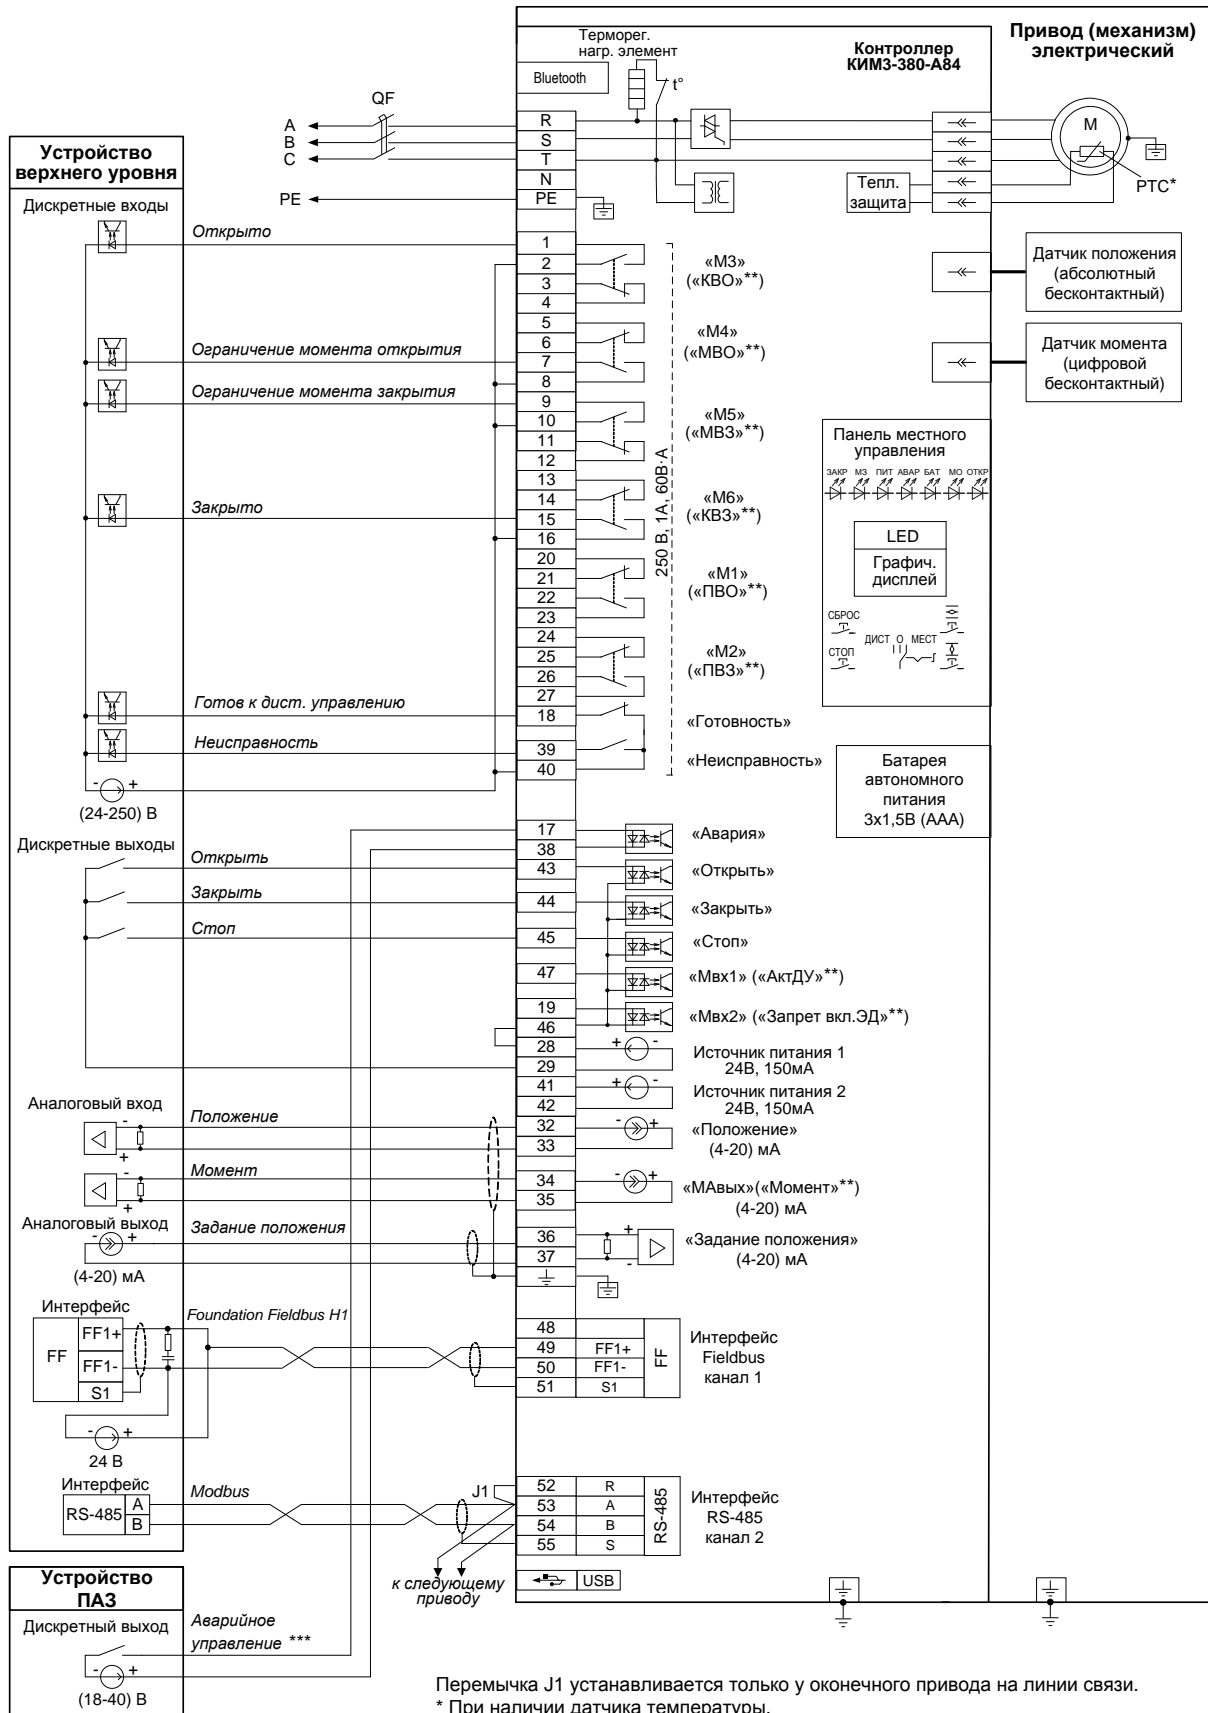 Привод (механизм)
электрический
Контроллер
КИМ3-380-А84
Терморег.
нагр. элемент
t°
Bluetooth
QF
A
B
C
PE
R
S
T
N
PE
M
PTC*
Тепл.
защита
Датчик положения
(абсолютный
бесконтактный)
Датчик момента
(цифровой
бесконтактный)
Устройство
верхнего уровня
Дискретные входы
Открыто
Ограничение момента открытия
Ограничение момента закрытия
Закрыто
Готов к дист. управлению
Неисправность
- +
(24-250) В
1
2
3
4
5
6
7
8
9
10
11
12
13
14
15
16
20
21
22
23
24
25
26
27
18
39
40
«М3»
(«КВО»**)
«М4»
(«МВО»**)
«М5»
(«МВЗ»**)
«М6»
(«КВЗ»**)
«М1»
(«ПВО»**)
«М2»
(«ПВЗ»**)
«Готовность»
«Неисправность»
250 В, 1А, 60В·А
Панель местного
управления
ЗАКР МЗ ПИТ АВАР БАТ МО ОТКР
LED
Графич.
дисплей
СБРОС
СТОП
ДИСТ О МЕСТ
Батарея
автономного
питания
3х1,5В (ААА)
Дискретные выходы
Открыть
Закрыть
Стоп
17
38
43
44
45
47
19
46
28
29
41
42
32
33
34
35
36
37
«Авария»
«Открыть»
«Закрыть»
«Стоп»
«Мвх1» («АктДУ»**)
«Мвх2» («Запрет вкл.ЭД»**)
+ -
Источник питания 1
24В, 150мА
+ -
Источник питания 2
24В, 150мА
- +
«Положение»
(4-20) мА
- +
«МАвых»(«Момент»**)
(4-20) мА
+
-
«Задание положения»
(4-20) мА
Аналоговый вход
Положение
-
+
Момент
-
+
Аналоговый выход
Задание положения
- +
(4-20) мА
Интерфейс
FF
FF1+
FF1-
S1
Foundation Fieldbus H1
- +
24 В
48
49 FF1+
50 FF1-
51 S1
FF
Интерфейс
Fieldbus
канал 1
Интерфейс
RS-485
A
B
Modbus
J1
52 R
53 A
54 B
55 S
RS-485
Интерфейс
RS-485
канал 2
USB
к следующему
приводу
Устройство
ПАЗ
Дискретный выход
Аварийное
управление ***
- +
(18-40) В
Перемычка J1 устанавливается только у оконечного привода на линии связи.
* При наличии датчика температуры.